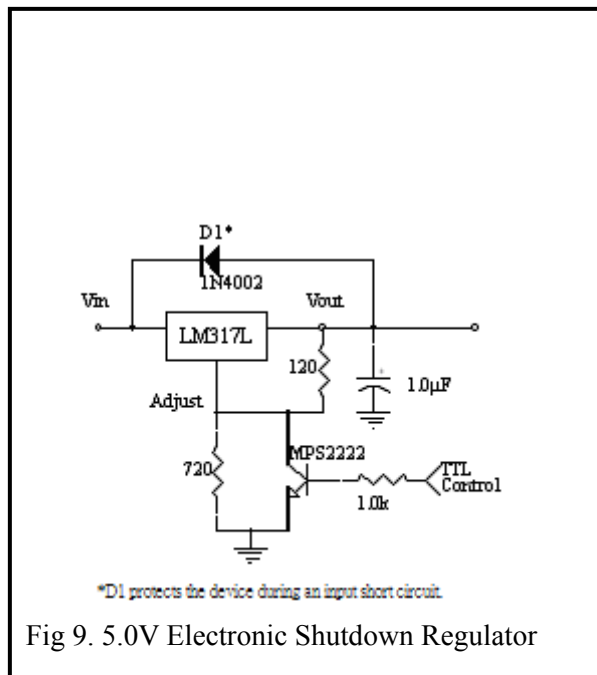 D1*
1N4002
Vin
Vout
LM317L
120
1.0µF
Adjust
MPS2222
720
TTL
Control
1.0k
*D1 protects the device during an input short circuit.
Fig 9. 5.0V Electronic Shutdown Regulator